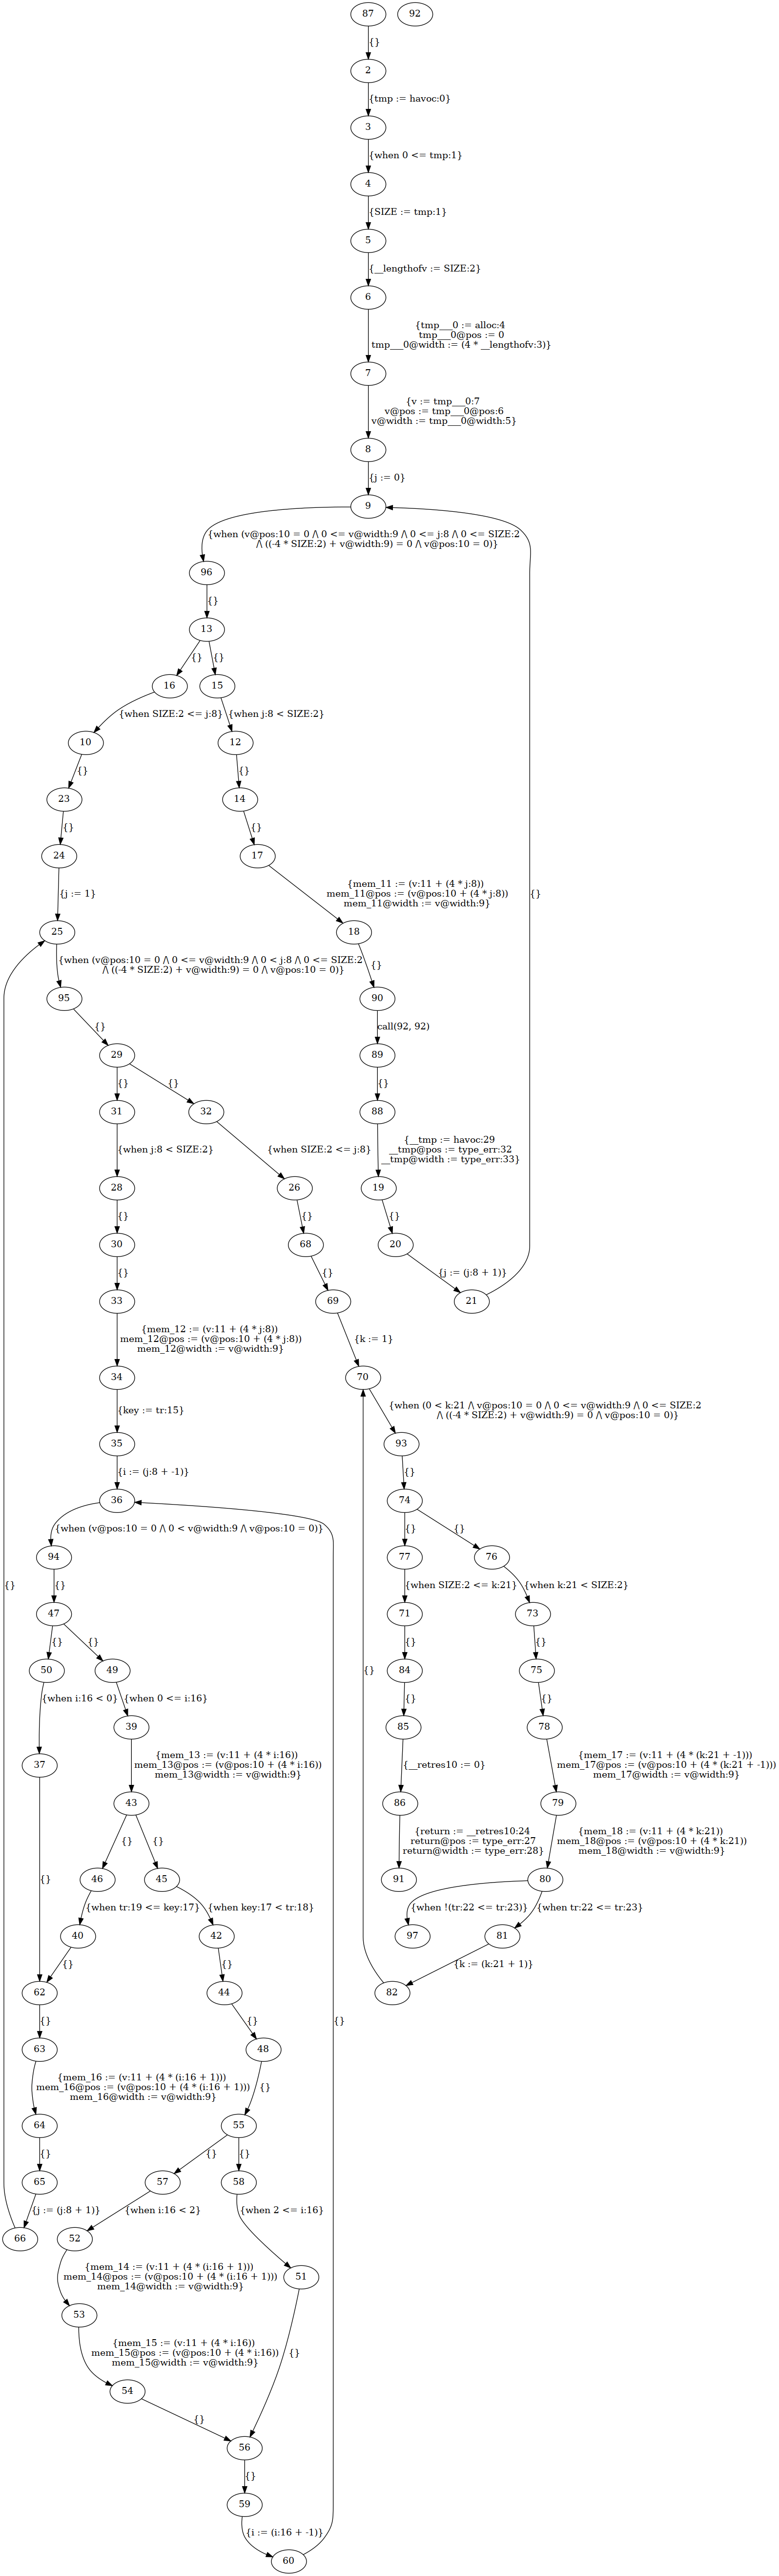 87
92
{}
2
{tmp := havoc:0}
3
{when 0 <= tmp:1}
4
{SIZE := tmp:1}
5
{__lengthofv := SIZE:2}
6
{tmp___0 := alloc:4
tmp___0@pos := 0
tmp___0@width := (4 * __lengthofv:3)}
7
{v := tmp___0:7
v@pos := tmp___0@pos:6
v@width := tmp___0@width:5}
8
{j := 0}
9
{when (v@pos:10 = 0 /\ 0 <= v@width:9 /\ 0 <= j:8 /\ 0 <= SIZE:2
/\ ((-4 * SIZE:2) + v@width:9) = 0 /\ v@pos:10 = 0)}
96
{}
13
{} {}
16 15
{when SIZE:2 <= j:8} {when j:8 < SIZE:2}
10 12
{} {}
23 14
{} {}
24 17
{j := 1}
{mem_11 := (v:11 + (4 * j:8))
mem_11@pos := (v@pos:10 + (4 * j:8))
mem_11@width := v@width:9}
{}
25 18
{when (v@pos:10 = 0 /\ 0 <= v@width:9 /\ 0 < j:8 /\ 0 <= SIZE:2
/\ ((-4 * SIZE:2) + v@width:9) = 0 /\ v@pos:10 = 0)}
{}
95 90
{} call(92, 92)
29 89
{} {} {}
31 32 88
{when j:8 < SIZE:2} {when SIZE:2 <= j:8}
{__tmp := havoc:29
__tmp@pos := type_err:32
__tmp@width := type_err:33}
28 26 19
{} {} {}
30 68 20
{} {} {j := (j:8 + 1)}
33 69 21
{mem_12 := (v:11 + (4 * j:8))
mem_12@pos := (v@pos:10 + (4 * j:8))
mem_12@width := v@width:9}
{k := 1}
34 70
{key := tr:15}
{when (0 < k:21 /\ v@pos:10 = 0 /\ 0 <= v@width:9 /\ 0 <= SIZE:2
/\ ((-4 * SIZE:2) + v@width:9) = 0 /\ v@pos:10 = 0)}
35 93
{i := (j:8 + -1)} {}
36 74
{when (v@pos:10 = 0 /\ 0 < v@width:9 /\ v@pos:10 = 0)} {} {}
94 77 76
{} {} {when SIZE:2 <= k:21} {when k:21 < SIZE:2}
47 71 73
{} {} {} {}
50 49 84 75
{when i:16 < 0} {when 0 <= i:16} {} {} {}
39 85 78
37
{mem_13 := (v:11 + (4 * i:16))
mem_13@pos := (v@pos:10 + (4 * i:16))
mem_13@width := v@width:9}
{__retres10 := 0}
{mem_17 := (v:11 + (4 * (k:21 + -1)))
mem_17@pos := (v@pos:10 + (4 * (k:21 + -1)))
mem_17@width := v@width:9}
43 86 79
{} {} {}
{return := __retres10:24
return@pos := type_err:27
return@width := type_err:28}
{mem_18 := (v:11 + (4 * k:21))
mem_18@pos := (v@pos:10 + (4 * k:21))
mem_18@width := v@width:9}
46 45 91 80
{when tr:19 <= key:17} {when key:17 < tr:18} {when !(tr:22 <= tr:23)} {when tr:22 <= tr:23}
40 42 97 81
{} {} {k := (k:21 + 1)}
62 44 82
{} {} {}
63 48
{mem_16 := (v:11 + (4 * (i:16 + 1)))
mem_16@pos := (v@pos:10 + (4 * (i:16 + 1)))
mem_16@width := v@width:9}
{}
64 55
{} {} {}
65 57 58
{j := (j:8 + 1)} {when i:16 < 2} {when 2 <= i:16}
66 52
{mem_14 := (v:11 + (4 * (i:16 + 1)))
mem_14@pos := (v@pos:10 + (4 * (i:16 + 1)))
mem_14@width := v@width:9}
51
53
{mem_15 := (v:11 + (4 * i:16))
mem_15@pos := (v@pos:10 + (4 * i:16))
mem_15@width := v@width:9}
{}
54
{}
56
{}
59
{i := (i:16 + -1)}
60